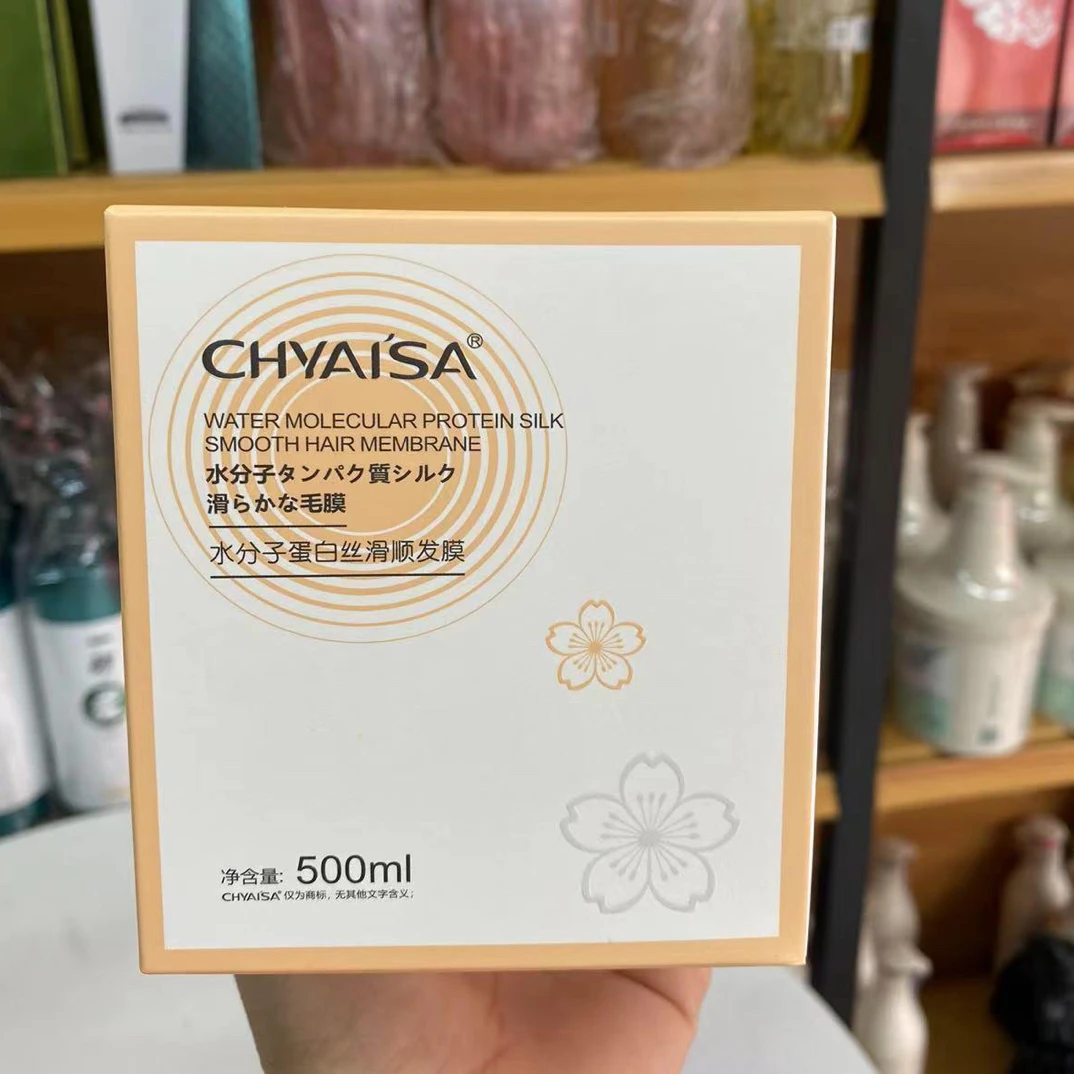 CHYAÍSA®
WATER MOLECULAR PROTEIN SILK
SMOOTH HAIR MEMBRANE
水分子タンパク質シルク
滑らかな毛膜
水分子蛋白丝滑顺发膜
净含量: 500ml
CHYAÍSA® 仅为商标，无其他文字含义；